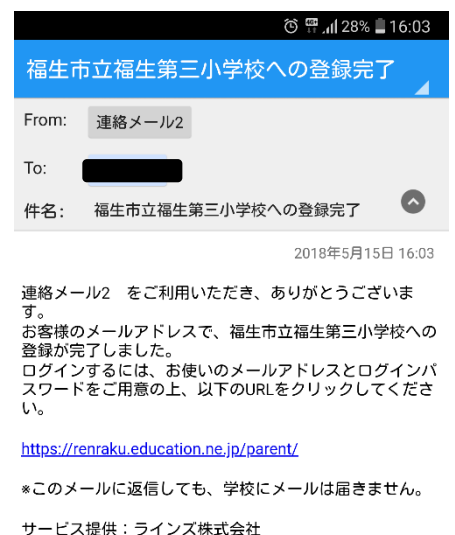 28% 16:03
福生市立福生第三小学校への登録完了
From: 連絡メール2
To:
件名: 福生市立福生第三小学校への登録完了
2018年5月15日 16:03
連絡メール2　をご利用いただき、ありがとうございま
す。
お客様のメールアドレスで、福生市立福生第三小学校への
登録が完了しました。
ログインするには、お使いのメールアドレスとログインパ
スワードをご用意の上、以下のURLをクリックしてくださ
い。
https://renraku.education.ne.jp/parent/
*このメールに返信しても、学校にメールは届きません。
サービス提供：ラインズ株式会社